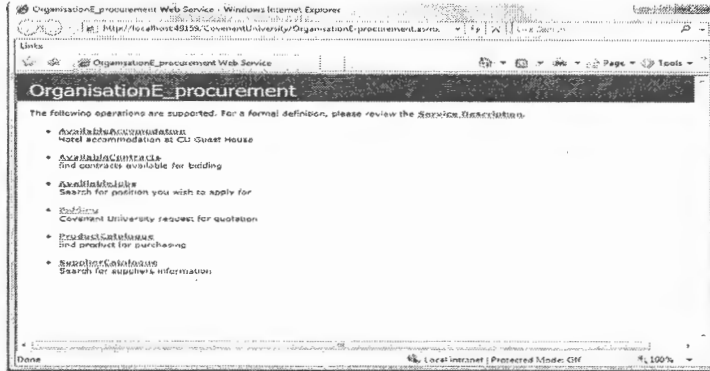 OrganisationE_procurement Web Service - Windows Internet Explorer
http://localhost:49159/CovenantUniversity/OrganisationE-procurement.asmx
Links
OrganisationE_procurement Web Service
Page
Tools
OrganisationE_procurement
The following operations are supported. For a formal definition, please review the Service Description.
AvailableAccomodation
Hotel accommodation at CU Guest House
AvailableContracts
find contracts available for bidding
AvailableJobs
Search for position you wish to apply for
Bidding
Covenant University request for quotation
ProductCatalogue
find product for purchasing
SupplierCatalogue
Search for suppliers information
Done
Local intranet | Protected Mode: Off
100%